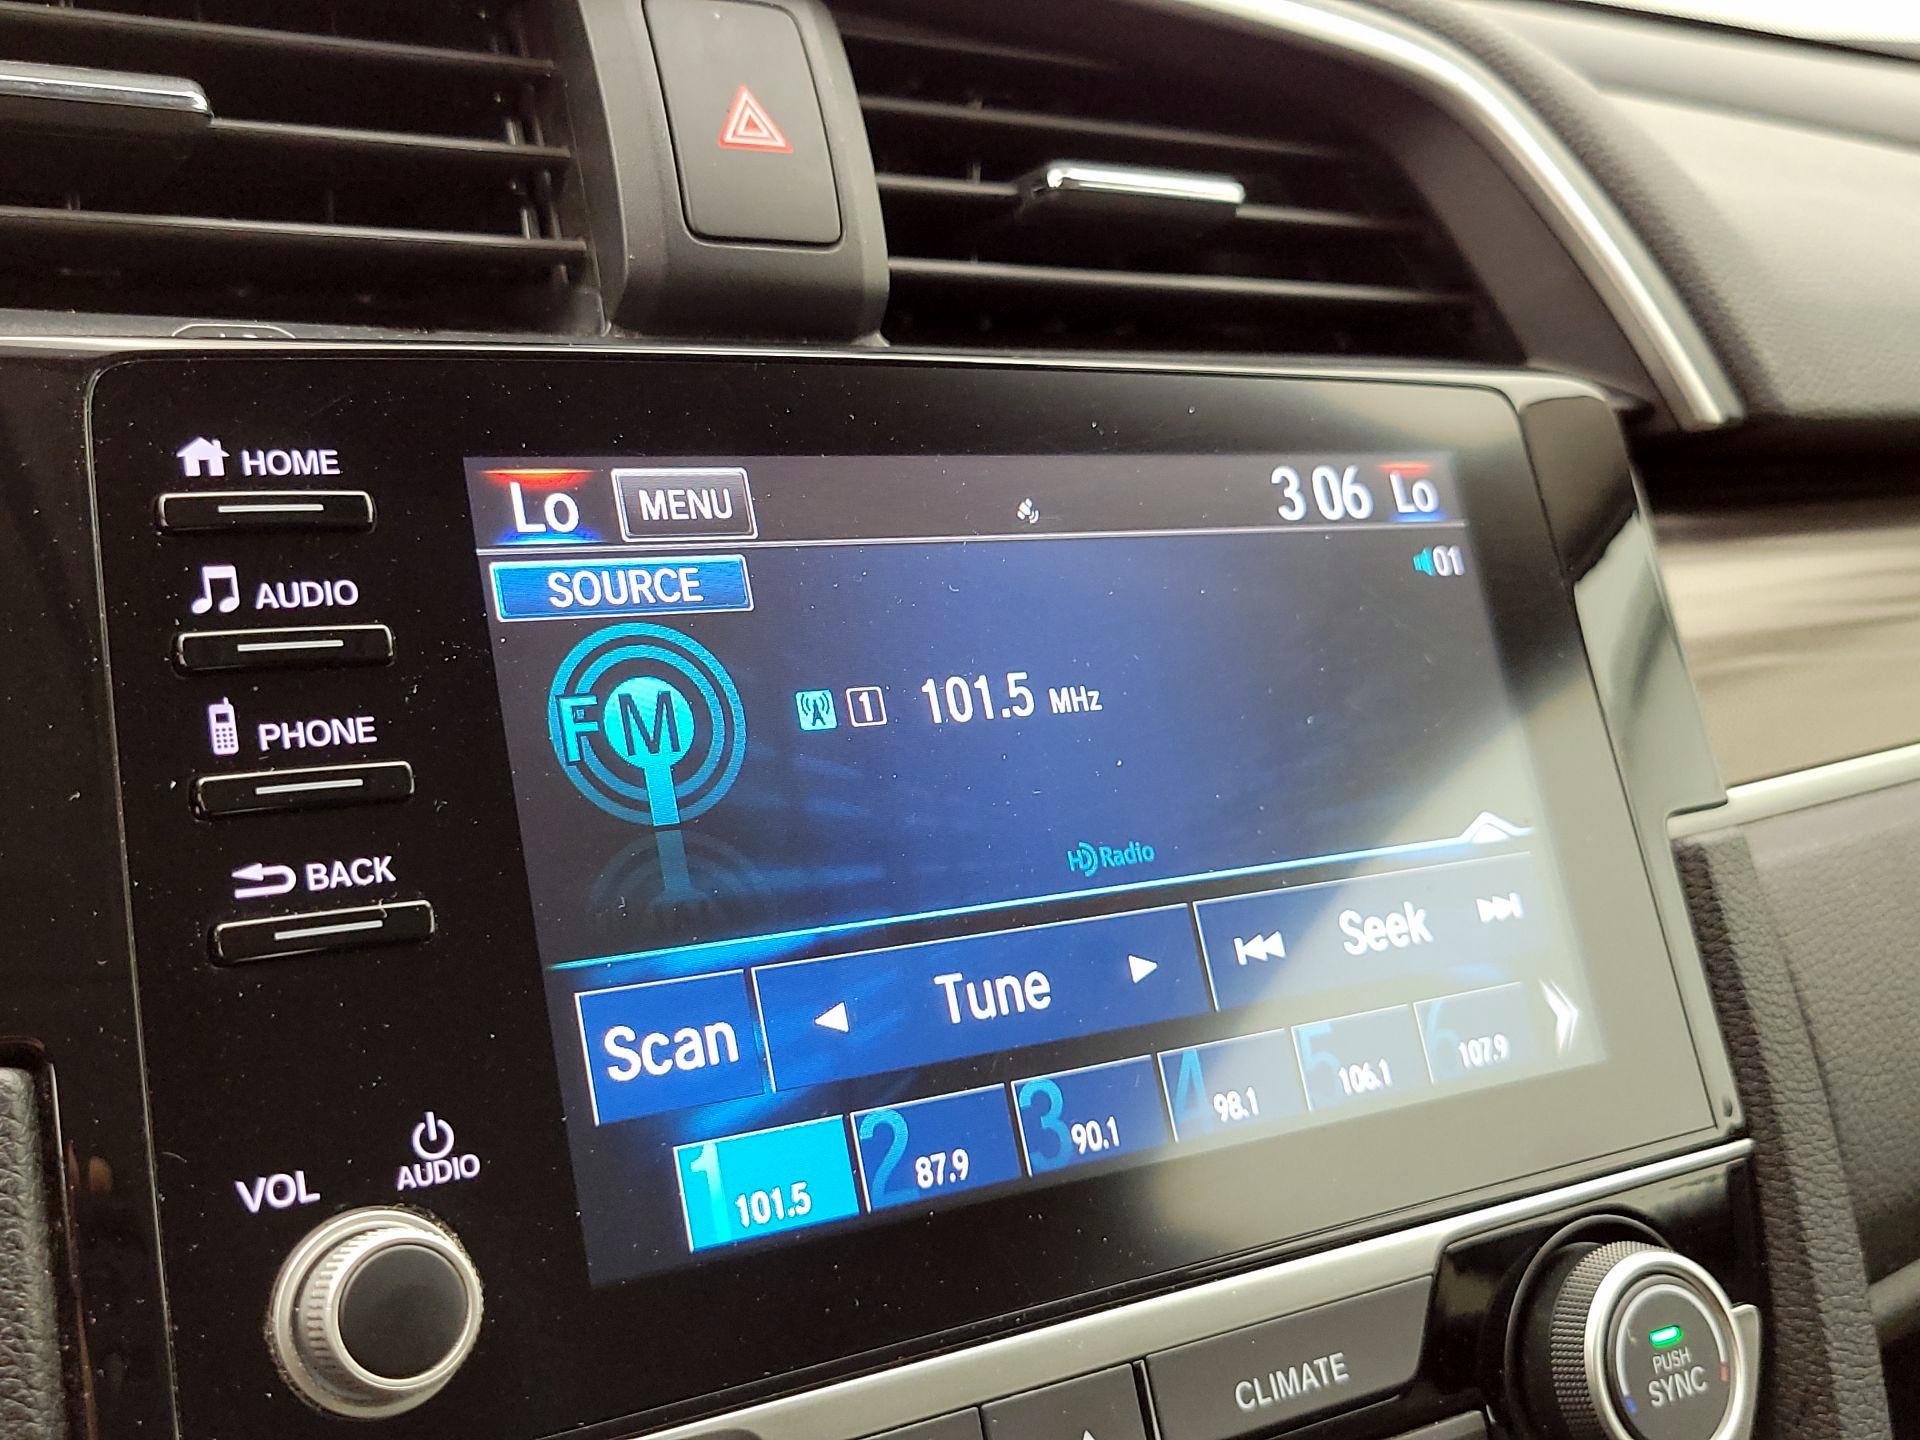 HOME
AUDIO
PHONE
BACK
VOL
AUDIO
Lo
MENU
3 06
Lo
SOURCE
01
FM
1
101.5 MHz
HD Radio
Scan
Tune
Seek
1 101.5
2 87.9
3 90.1
4 98.1
5 106.1
6 107.9
CLIMATE
PUSH
SYNC